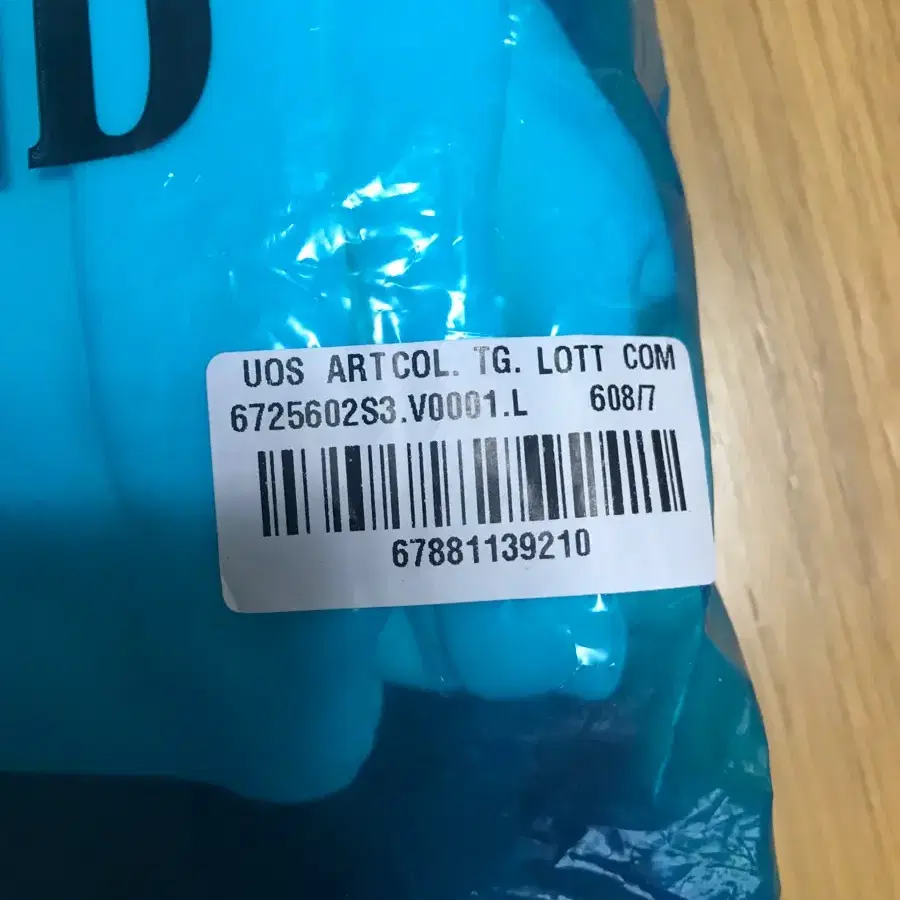 D
UOS ARTCOL. TG. LOTT COM
6725602S3.V0001.L 608/7
67881139210